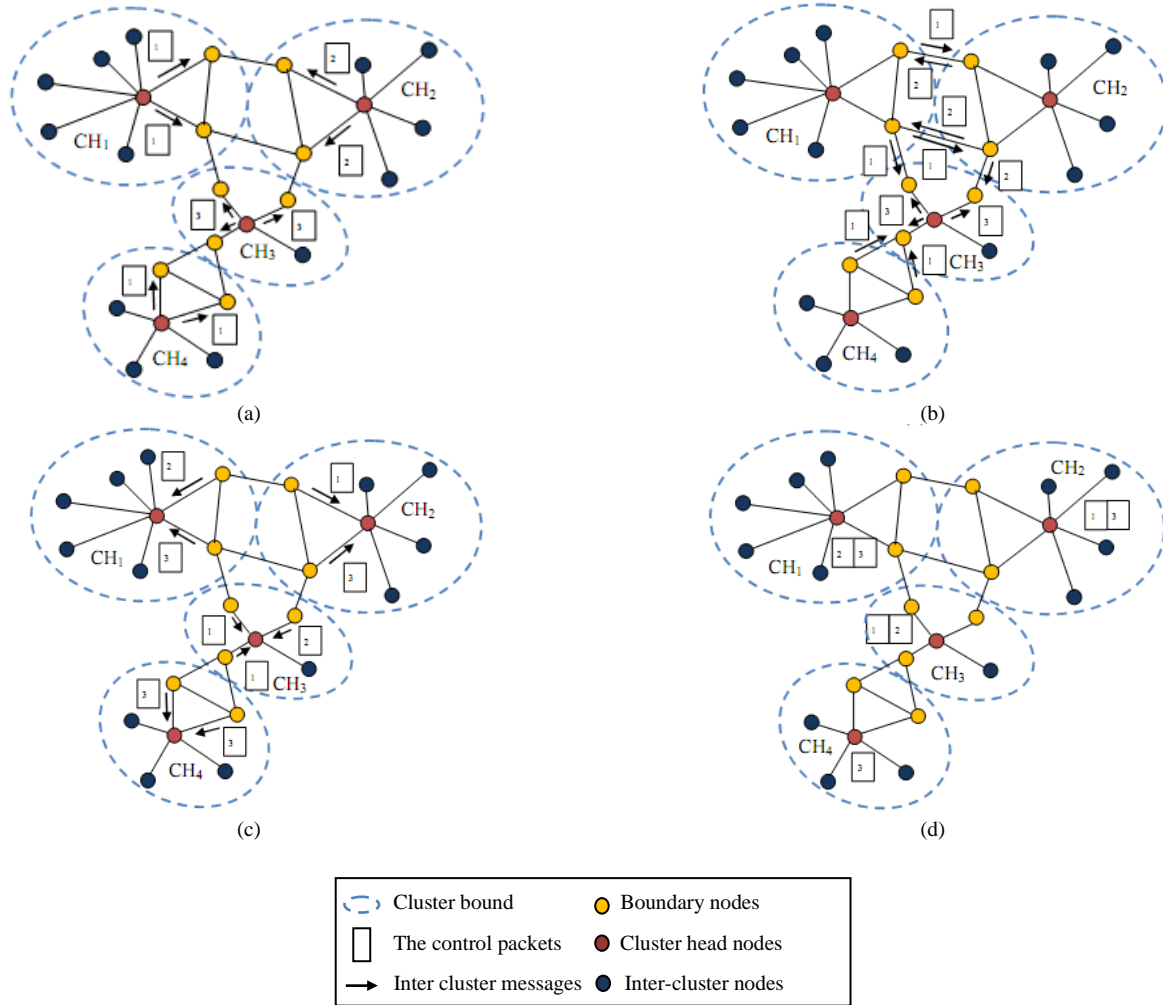 1
2
CH₁
1
CH₂
2
3
3
CH₃
1
1
CH₄
(a)
1
2
CH₁
2
CH₂
1
1
2
3
3
1
CH₃
1
CH₄
(b)
2
1
CH₁
3
CH₂
3
1
2
1
CH₃
3
3
CH₄
(c)
CH₂
1 3
CH₁
2 3
1 2
CH₃
CH₄
3
(d)
Cluster bound
Boundary nodes
The control packets
Cluster head nodes
Inter cluster messages
Inter-cluster nodes